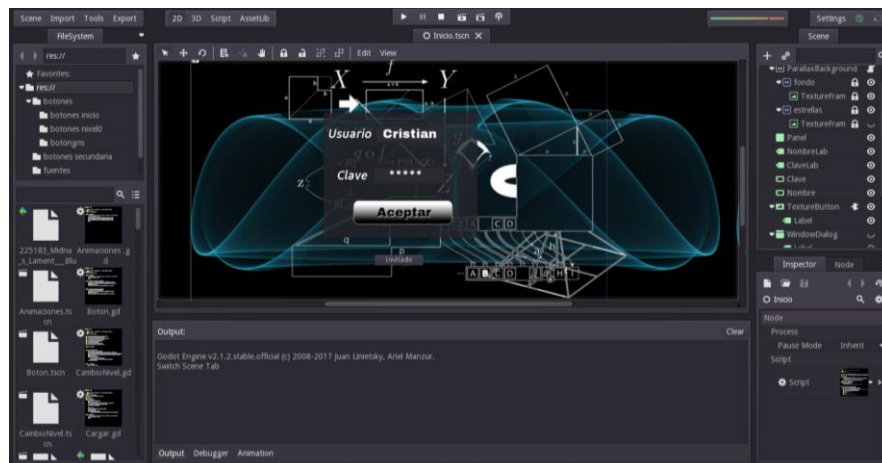 Scene Import Tools Export
2D 3D Script AssetLib
Settings
FileSystem
Inicio.tscn
Scene
res://
Edit View
Favorites:
res://
botones
botones inicio
botones nivel0
botongris
botones secundaria
fuentes
225183_Midna_s_Lament___Blu
Animaciones.gd
Animaciones.tscn
Boton.gd
Boton.tscn
CambioNivel.gd
CambioNivel.tscn
Cargar.gd
X f Y
a+b
Usuario Cristian
g o f
Clave *****
Z
Aceptar
q
p
Invitado
C D
A B C D
ParallaxBackground
fondo
TextureFram
estrellas
TextureFram
Panel
NombreLab
ClaveLab
Clave
Nombre
TextureButton
Label
WindowDialog
Label
Inspector Node
Inicio
Node
Process
Pause Mode Inherit
Script
Script
Output: Clear
Godot Engine v2.1.2.stable.official (c) 2008-2017 Juan Linietsky, Ariel Manzur.
Switch Scene Tab
Output Debugger Animation